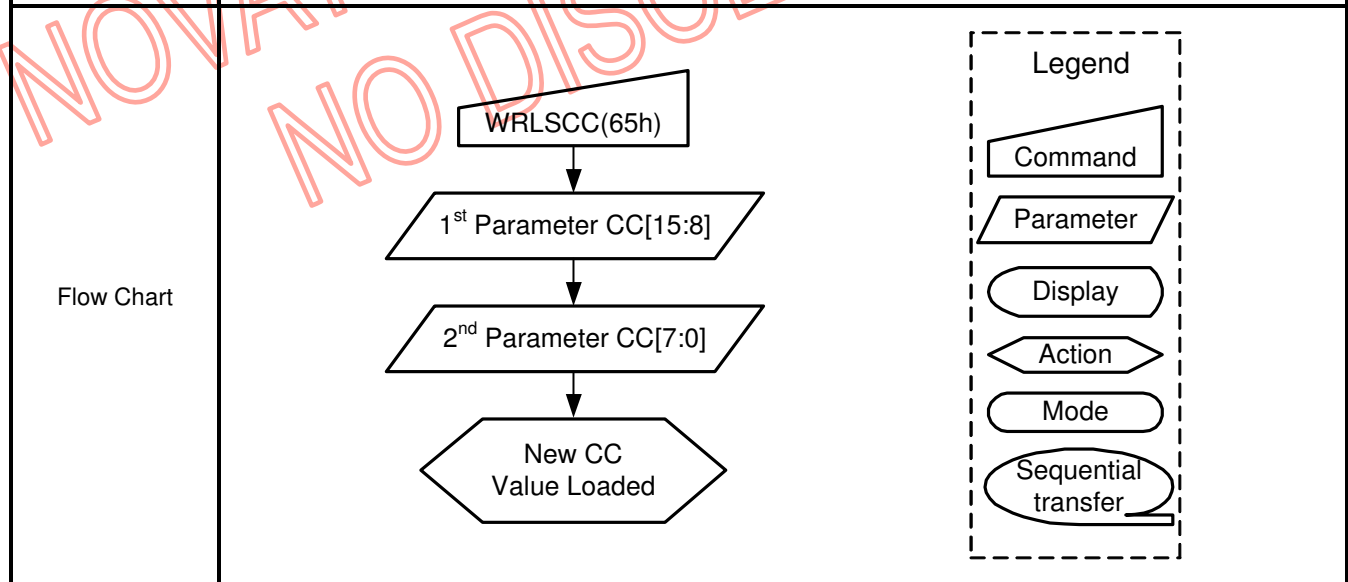 Flow Chart
WRLSCC(65h)
1st Parameter CC[15:8]
2nd Parameter CC[7:0]
New CC
Value Loaded
Legend
Command
Parameter
Display
Action
Mode
Sequential
transfer
NO